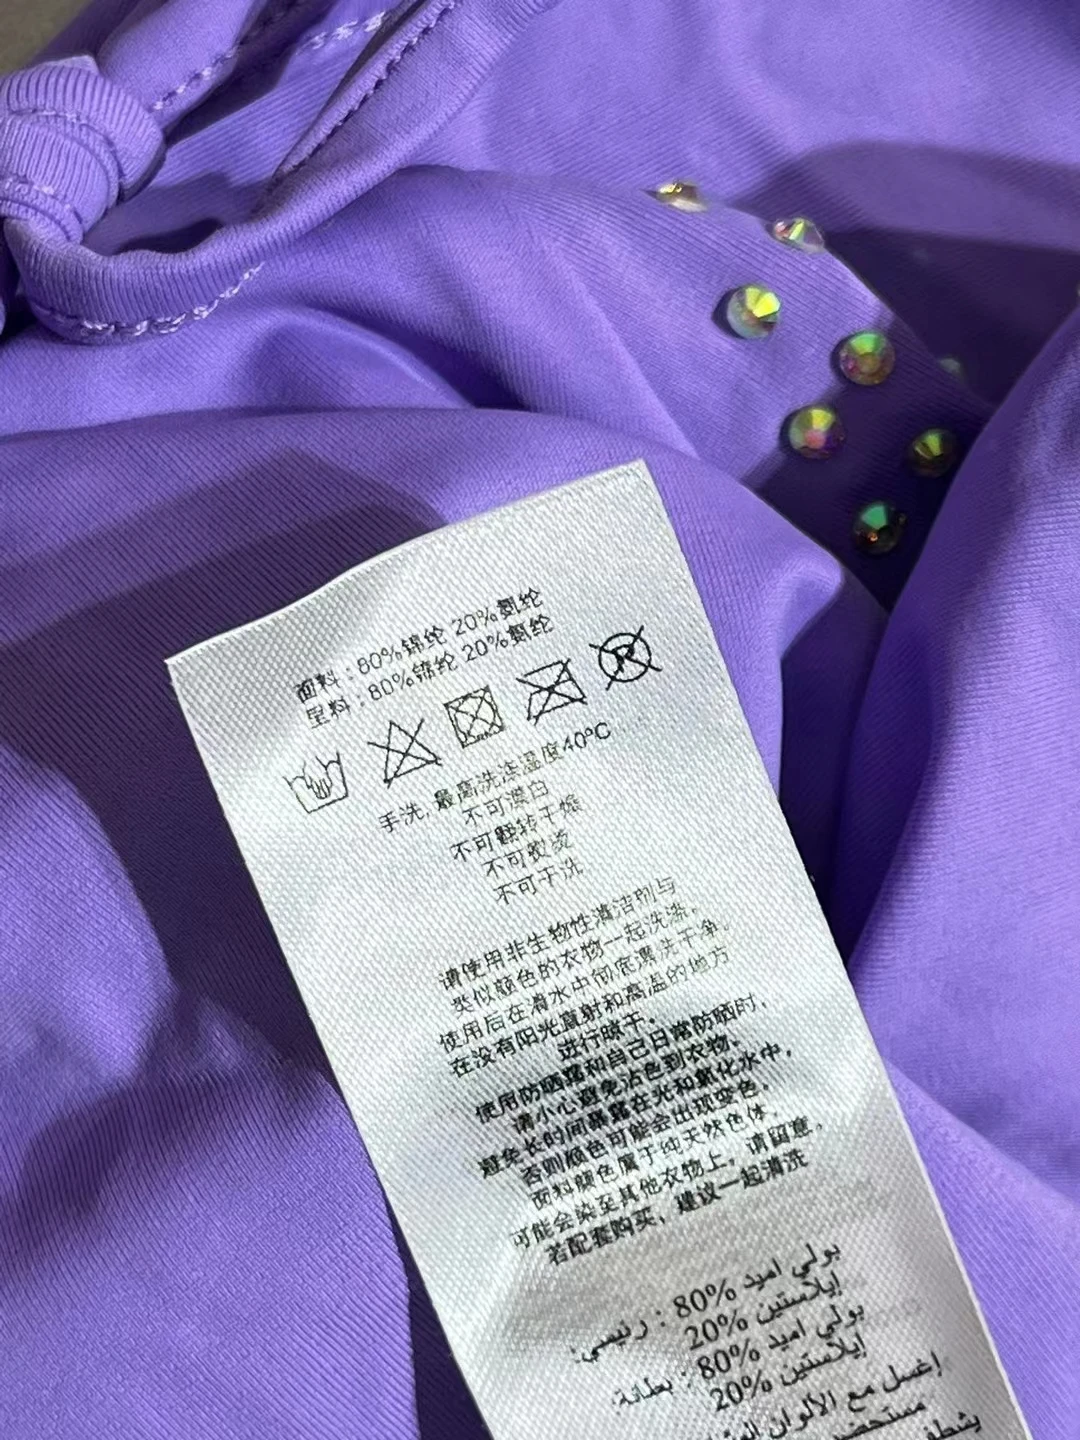 面料：80%锦纶 20%氨纶
里料：80%锦纶 20%氨纶
手洗,最高洗涤温度40°C
不可漂白
不可翻转干燥
不可熨烫
不可干洗
请使用非生物性清洁剂与
类似颜色的衣物一起洗涤。
使用后在清水中彻底漂洗干净。
在没有阳光直射和高温的地方
进行晾干。
使用防晒霜和自己日常防晒时，
请小心避免沾色到衣物。
避免长时间暴露在光和氯化水中，
否则颜色可能会出现变色。
面料颜色属于纯天然色体，
可能会染至其他衣物上，请留意。
若配套购买，建议一起清洗
بولي اميد 80% : رئيسي:
إيلاستين 20%
بولي اميد 80% : بطانة:
إيلاستين 20%
إغسل مع الألوان